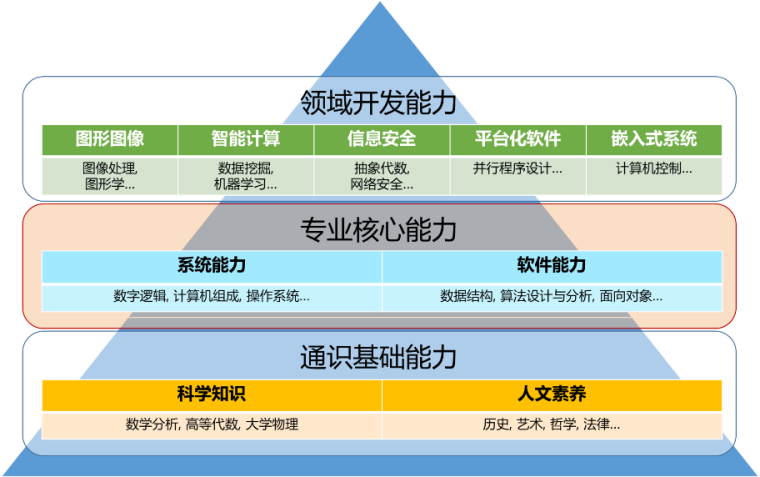 领域开发能力
图形图像 智能计算 信息安全 平台化软件 嵌入式系统
图像处理, 数据挖掘, 抽象代数, 并行程序设计... 计算机控制...
图形学... 机器学习... 网络安全...
专业核心能力
系统能力 软件能力
数字逻辑, 计算机组成, 操作系统... 数据结构, 算法设计与分析, 面向对象...
通识基础能力
科学知识 人文素养
数学分析, 高等代数, 大学物理 历史, 艺术, 哲学, 法律...